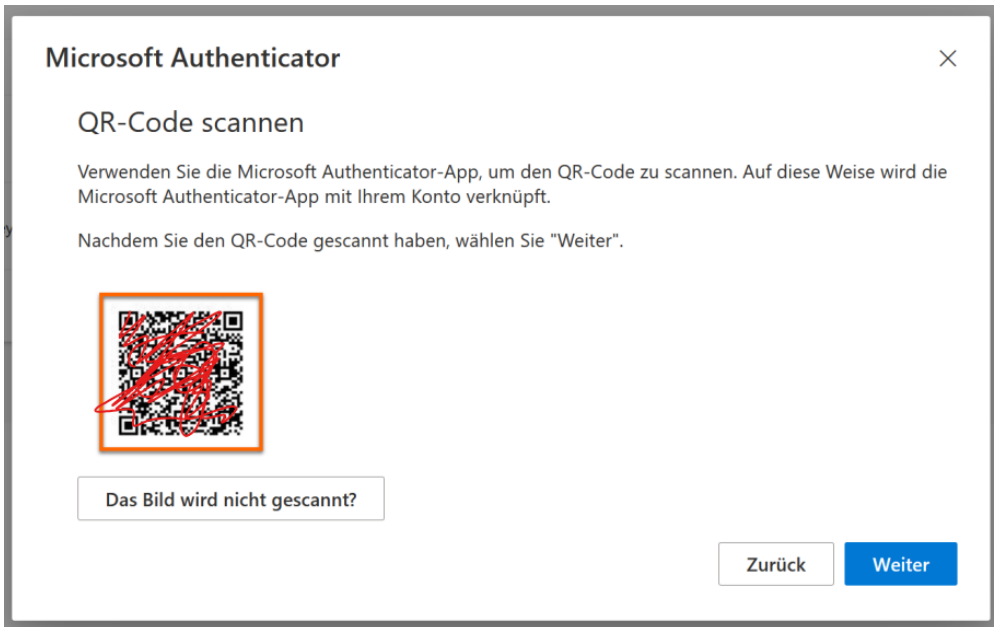 Microsoft Authenticator
QR-Code scannen
Verwenden Sie die Microsoft Authenticator-App, um den QR-Code zu scannen. Auf diese Weise wird die
Microsoft Authenticator-App mit Ihrem Konto verknüpft.
Nachdem Sie den QR-Code gescannt haben, wählen Sie "Weiter".
Das Bild wird nicht gescannt?
Zurück
Weiter